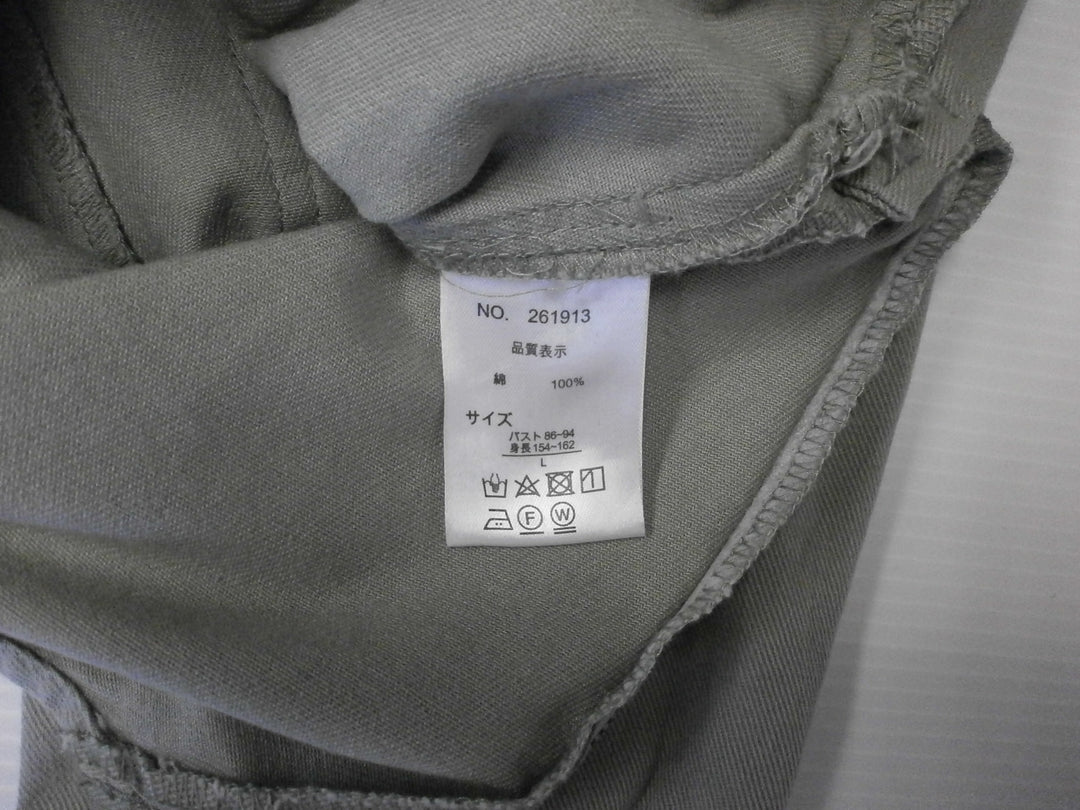 NO. 261913
品質表示
綿 100%
サイズ
バスト 86~94
身長 154~162
L
F W